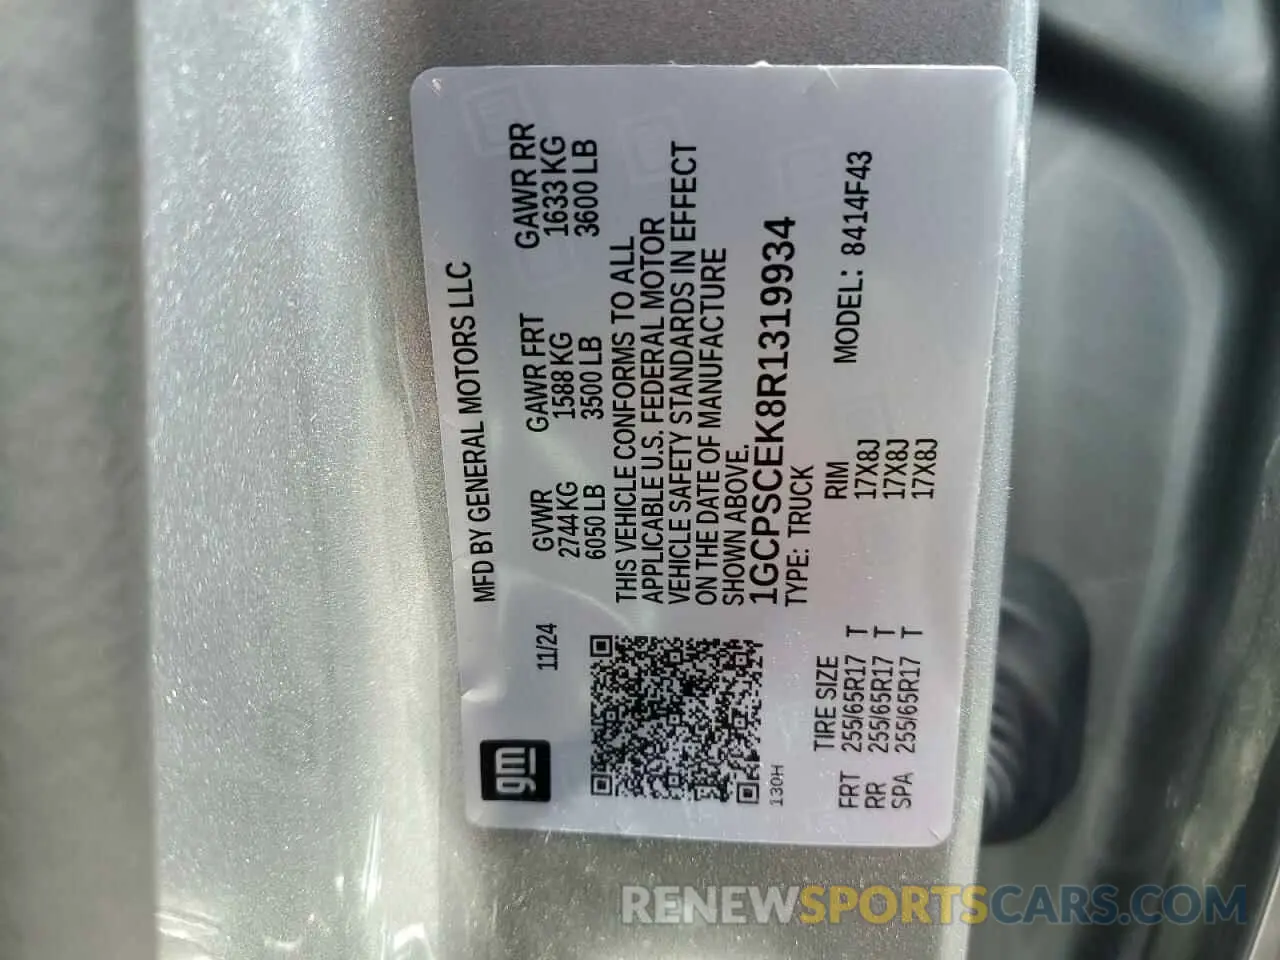 gm
MFD BY GENERAL MOTORS LLC
11/24
GVWR GAWR FRT GAWR RR
2744 KG 1588 KG 1633 KG
6050 LB 3500 LB 3600 LB
THIS VEHICLE CONFORMS TO ALL
APPLICABLE U.S. FEDERAL MOTOR
VEHICLE SAFETY STANDARDS IN EFFECT
ON THE DATE OF MANUFACTURE
SHOWN ABOVE.
1GCPSCEK8R1319934
TYPE: TRUCK
130H
MODEL: 8414F43
TIRE SIZE RIM
FRT 255/65R17 T 17X8J
RR 255/65R17 T 17X8J
SPA 255/65R17 T 17X8J
RENEWSPORTSCARS.COM